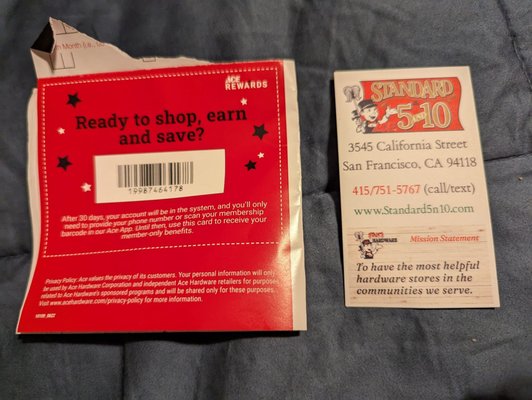 ACE
REWARDS
Ready to shop, earn
and save?
19987464178
After 30 days, your account will be in the system, and you'll only
need to provide your phone number or scan your membership
barcode in our Ace App. Until then, use this card to receive your
member-only benefits.
Privacy Policy: Ace values the privacy of its customers. Your personal information will only
be used by Ace Hardware Corporation and independent Ace Hardware retailers for purposes
related to Ace Hardware's sponsored programs and will be shared only for these purposes.
Visit www.acehardware.com/privacy-policy for more information.
STANDARD
5 AND 10
3545 California Street
San Francisco, CA 94118
415/751-5767 (call/text)
www.Standard5n10.com
HARDWARE
Mission Statement
To have the most helpful
hardware stores in the
communities we serve.